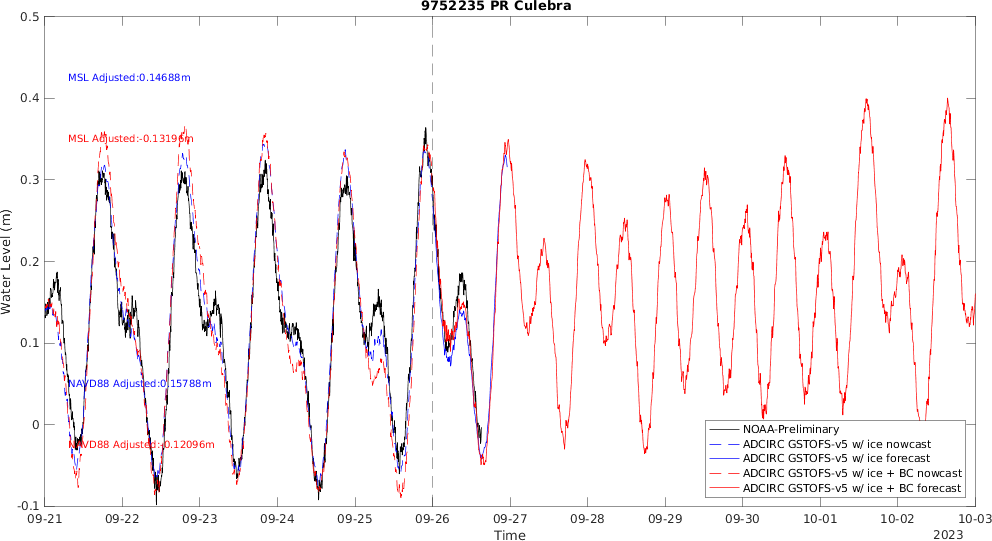 9752235 PR Culebra
0.5
0.4
0.3
0.2
0.1
0
-0.1
Water Level (m)
MSL Adjusted:0.14688m
MSL Adjusted:-0.13196m
NAVD88 Adjusted:0.15788m
NAVD88 Adjusted:-0.12096m
NOAA-Preliminary
ADCIRC GSTOFS-v5 w/ ice nowcast
ADCIRC GSTOFS-v5 w/ ice forecast
ADCIRC GSTOFS-v5 w/ ice + BC nowcast
ADCIRC GSTOFS-v5 w/ ice + BC forecast
09-21 09-22 09-23 09-24 09-25 09-26 09-27 09-28 09-29 09-30 10-01 10-02 10-03
Time
2023